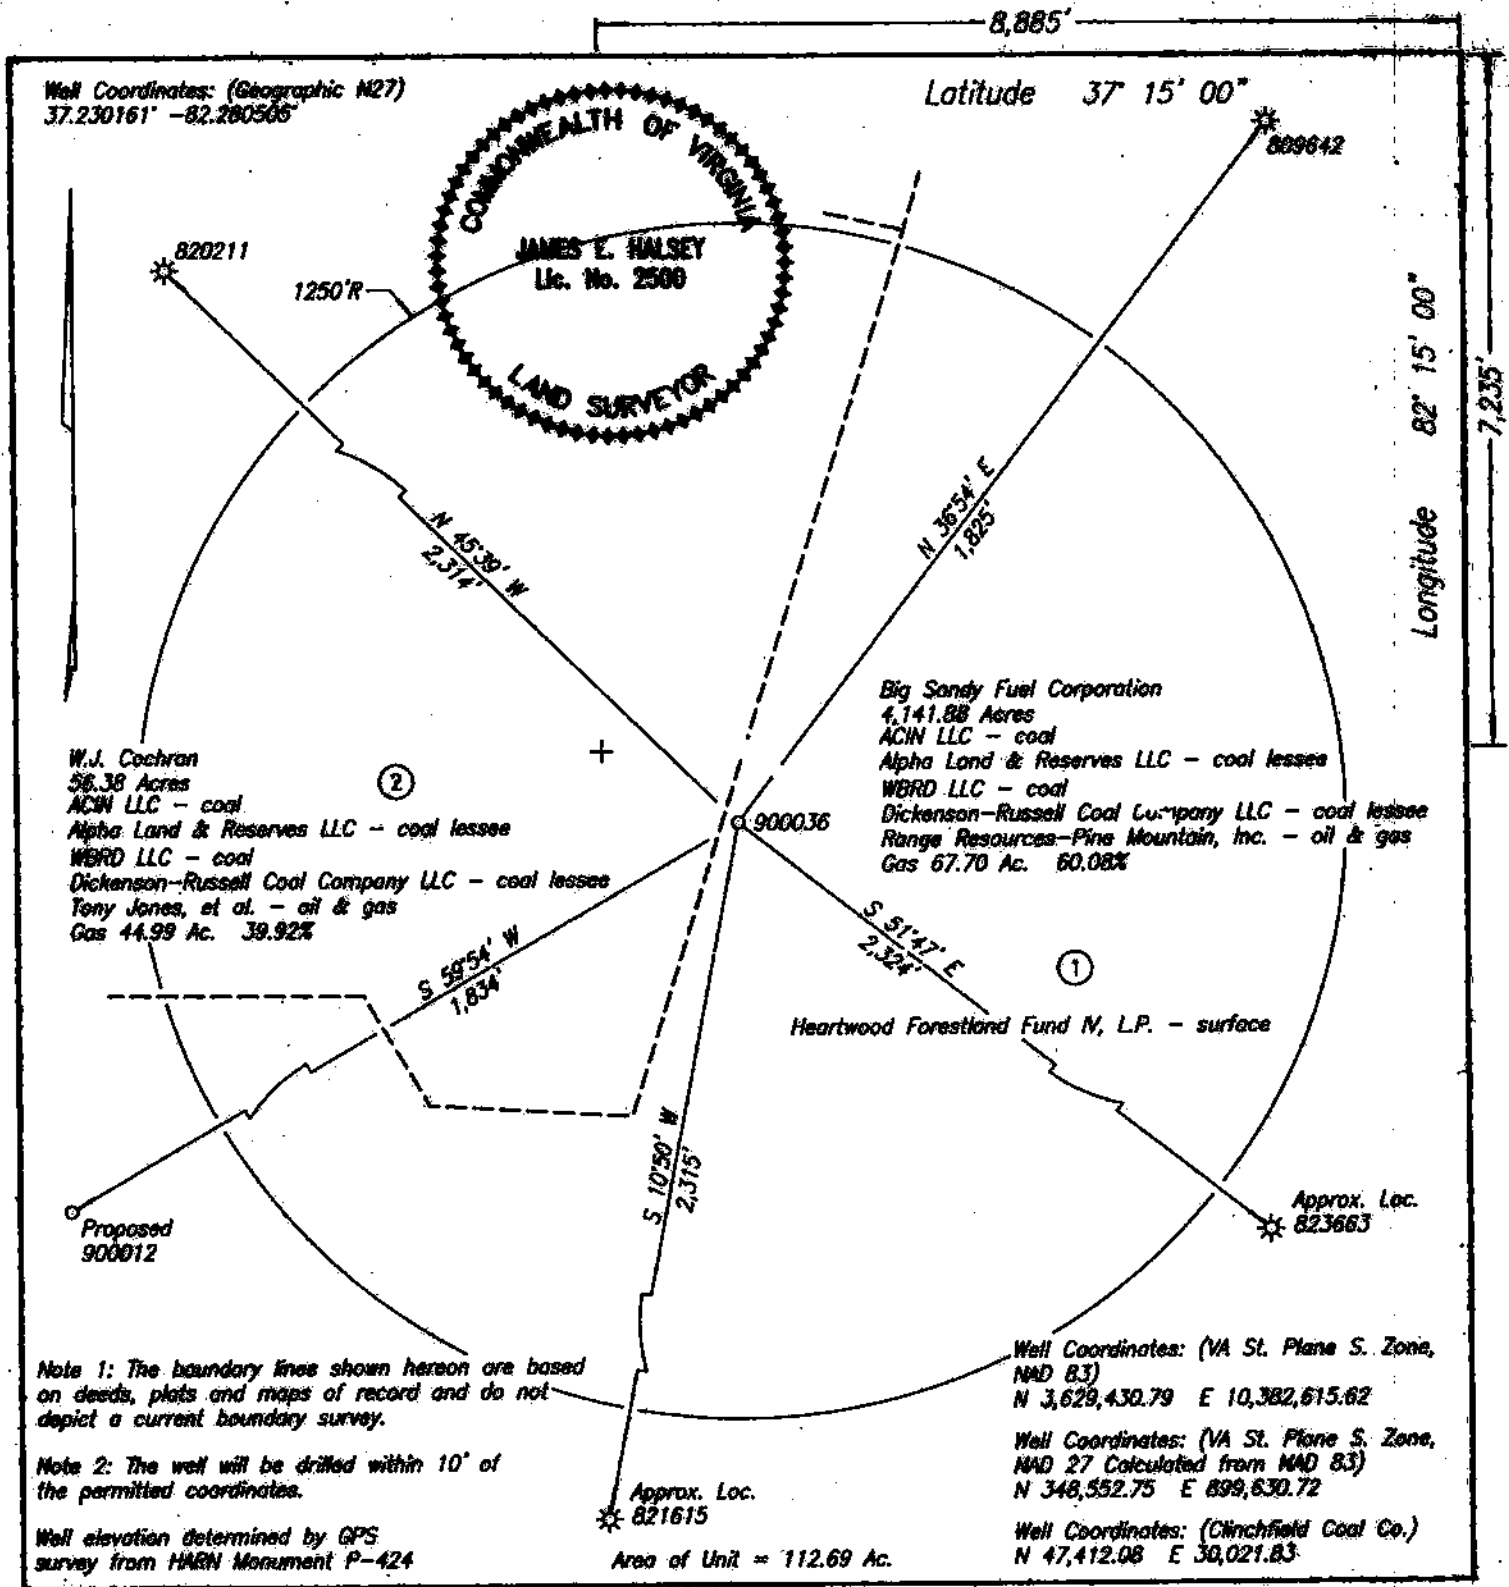 8,885'
Well Coordinates: (Geographic N27)
37.230161° -82.280506°
Latitude 37° 15' 00"
COMMONWEALTH OF VIRGINIA
JAMES E. HALSEY
Lic. No. 2500
LAND SURVEYOR
809642
820211
1250'R
Longitude 82° 15' 00"
7,235'
N 45°39' W
2,314'
N 36°54' E
1,825'
Big Sandy Fuel Corporation
4,141.88 Acres
ACIN LLC - coal
Alpha Land & Reserves LLC - coal lessee
WBRD LLC - coal
Dickenson-Russell Coal Company LLC - coal lessee
Range Resources-Pine Mountain, Inc. - oil & gas
Gas 67.70 Ac. 60.08%
W.J. Cochran
56.38 Acres
ACIN LLC - coal
Alpha Land & Reserves LLC - coal lessee
WBRD LLC - coal
Dickenson-Russell Coal Company LLC - coal lessee
Tony Jones, et al. - oil & gas
Gas 44.99 Ac. 39.92%
2
900036
S 59°54' W
1,834'
S 51°47' E
2,324'
1
Heartwood Forestland Fund IV, L.P. - surface
S 10°50' W
2,315'
Proposed
900012
Approx. Loc.
823663
Note 1: The boundary lines shown hereon are based
on deeds, plats and maps of record and do not
depict a current boundary survey.
Note 2: The well will be drilled within 10' of
the permitted coordinates.
Well elevation determined by GPS
survey from HARN Monument P-424
Approx. Loc.
821615
Area of Unit = 112.69 Ac.
Well Coordinates: (VA St. Plane S. Zone,
NAD 83)
N 3,629,430.79 E 10,382,615.62
Well Coordinates: (VA St. Plane S. Zone,
NAD 27 Calculated from NAD 83)
N 348,552.75 E 899,630.72
Well Coordinates: (Clinchfield Coal Co.)
N 47,412.08 E 30,021.83